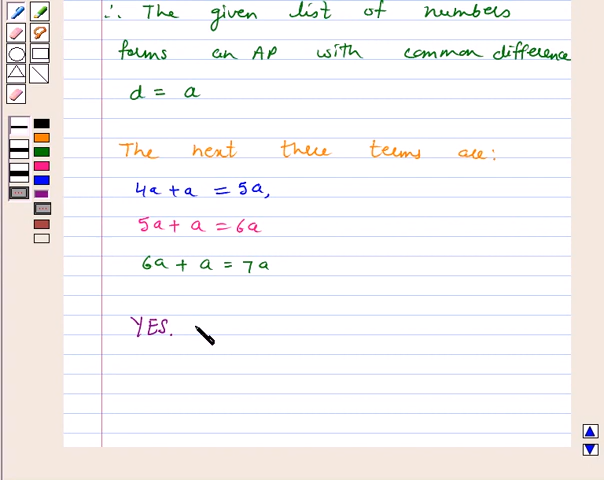 ∴ The given list of numbers
forms an AP with common difference
d = a
The next three terms are:
4a + a = 5a,
5a + a = 6a
6a + a = 7a
YES.